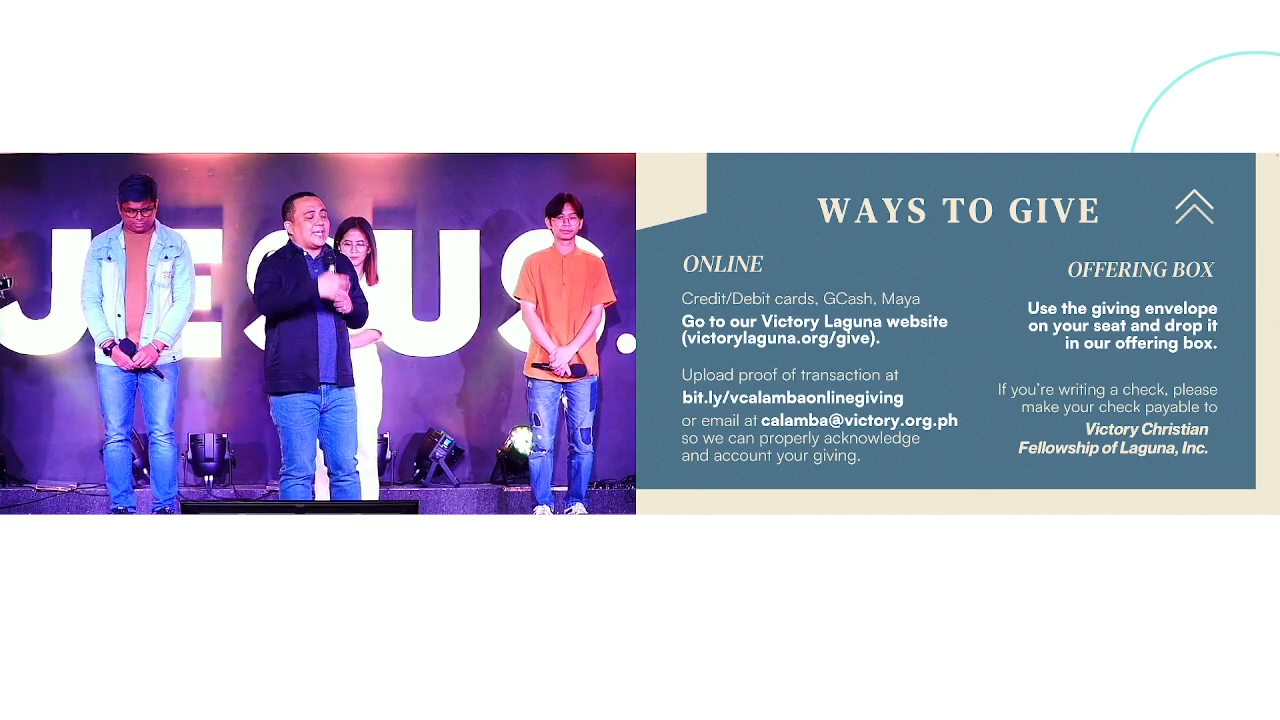 JESUS.
WAYS TO GIVE
ONLINE
Credit/Debit cards, GCash, Maya
Go to our Victory Laguna website
(victorylaguna.org/give).
Upload proof of transaction at
bit.ly/vcalambaonlinegiving
or email at calamba@victory.org.ph
so we can properly acknowledge
and account your giving.
OFFERING BOX
Use the giving envelope
on your seat and drop it
in our offering box.
If you're writing a check, please
make your check payable to
Victory Christian
Fellowship of Laguna, Inc.